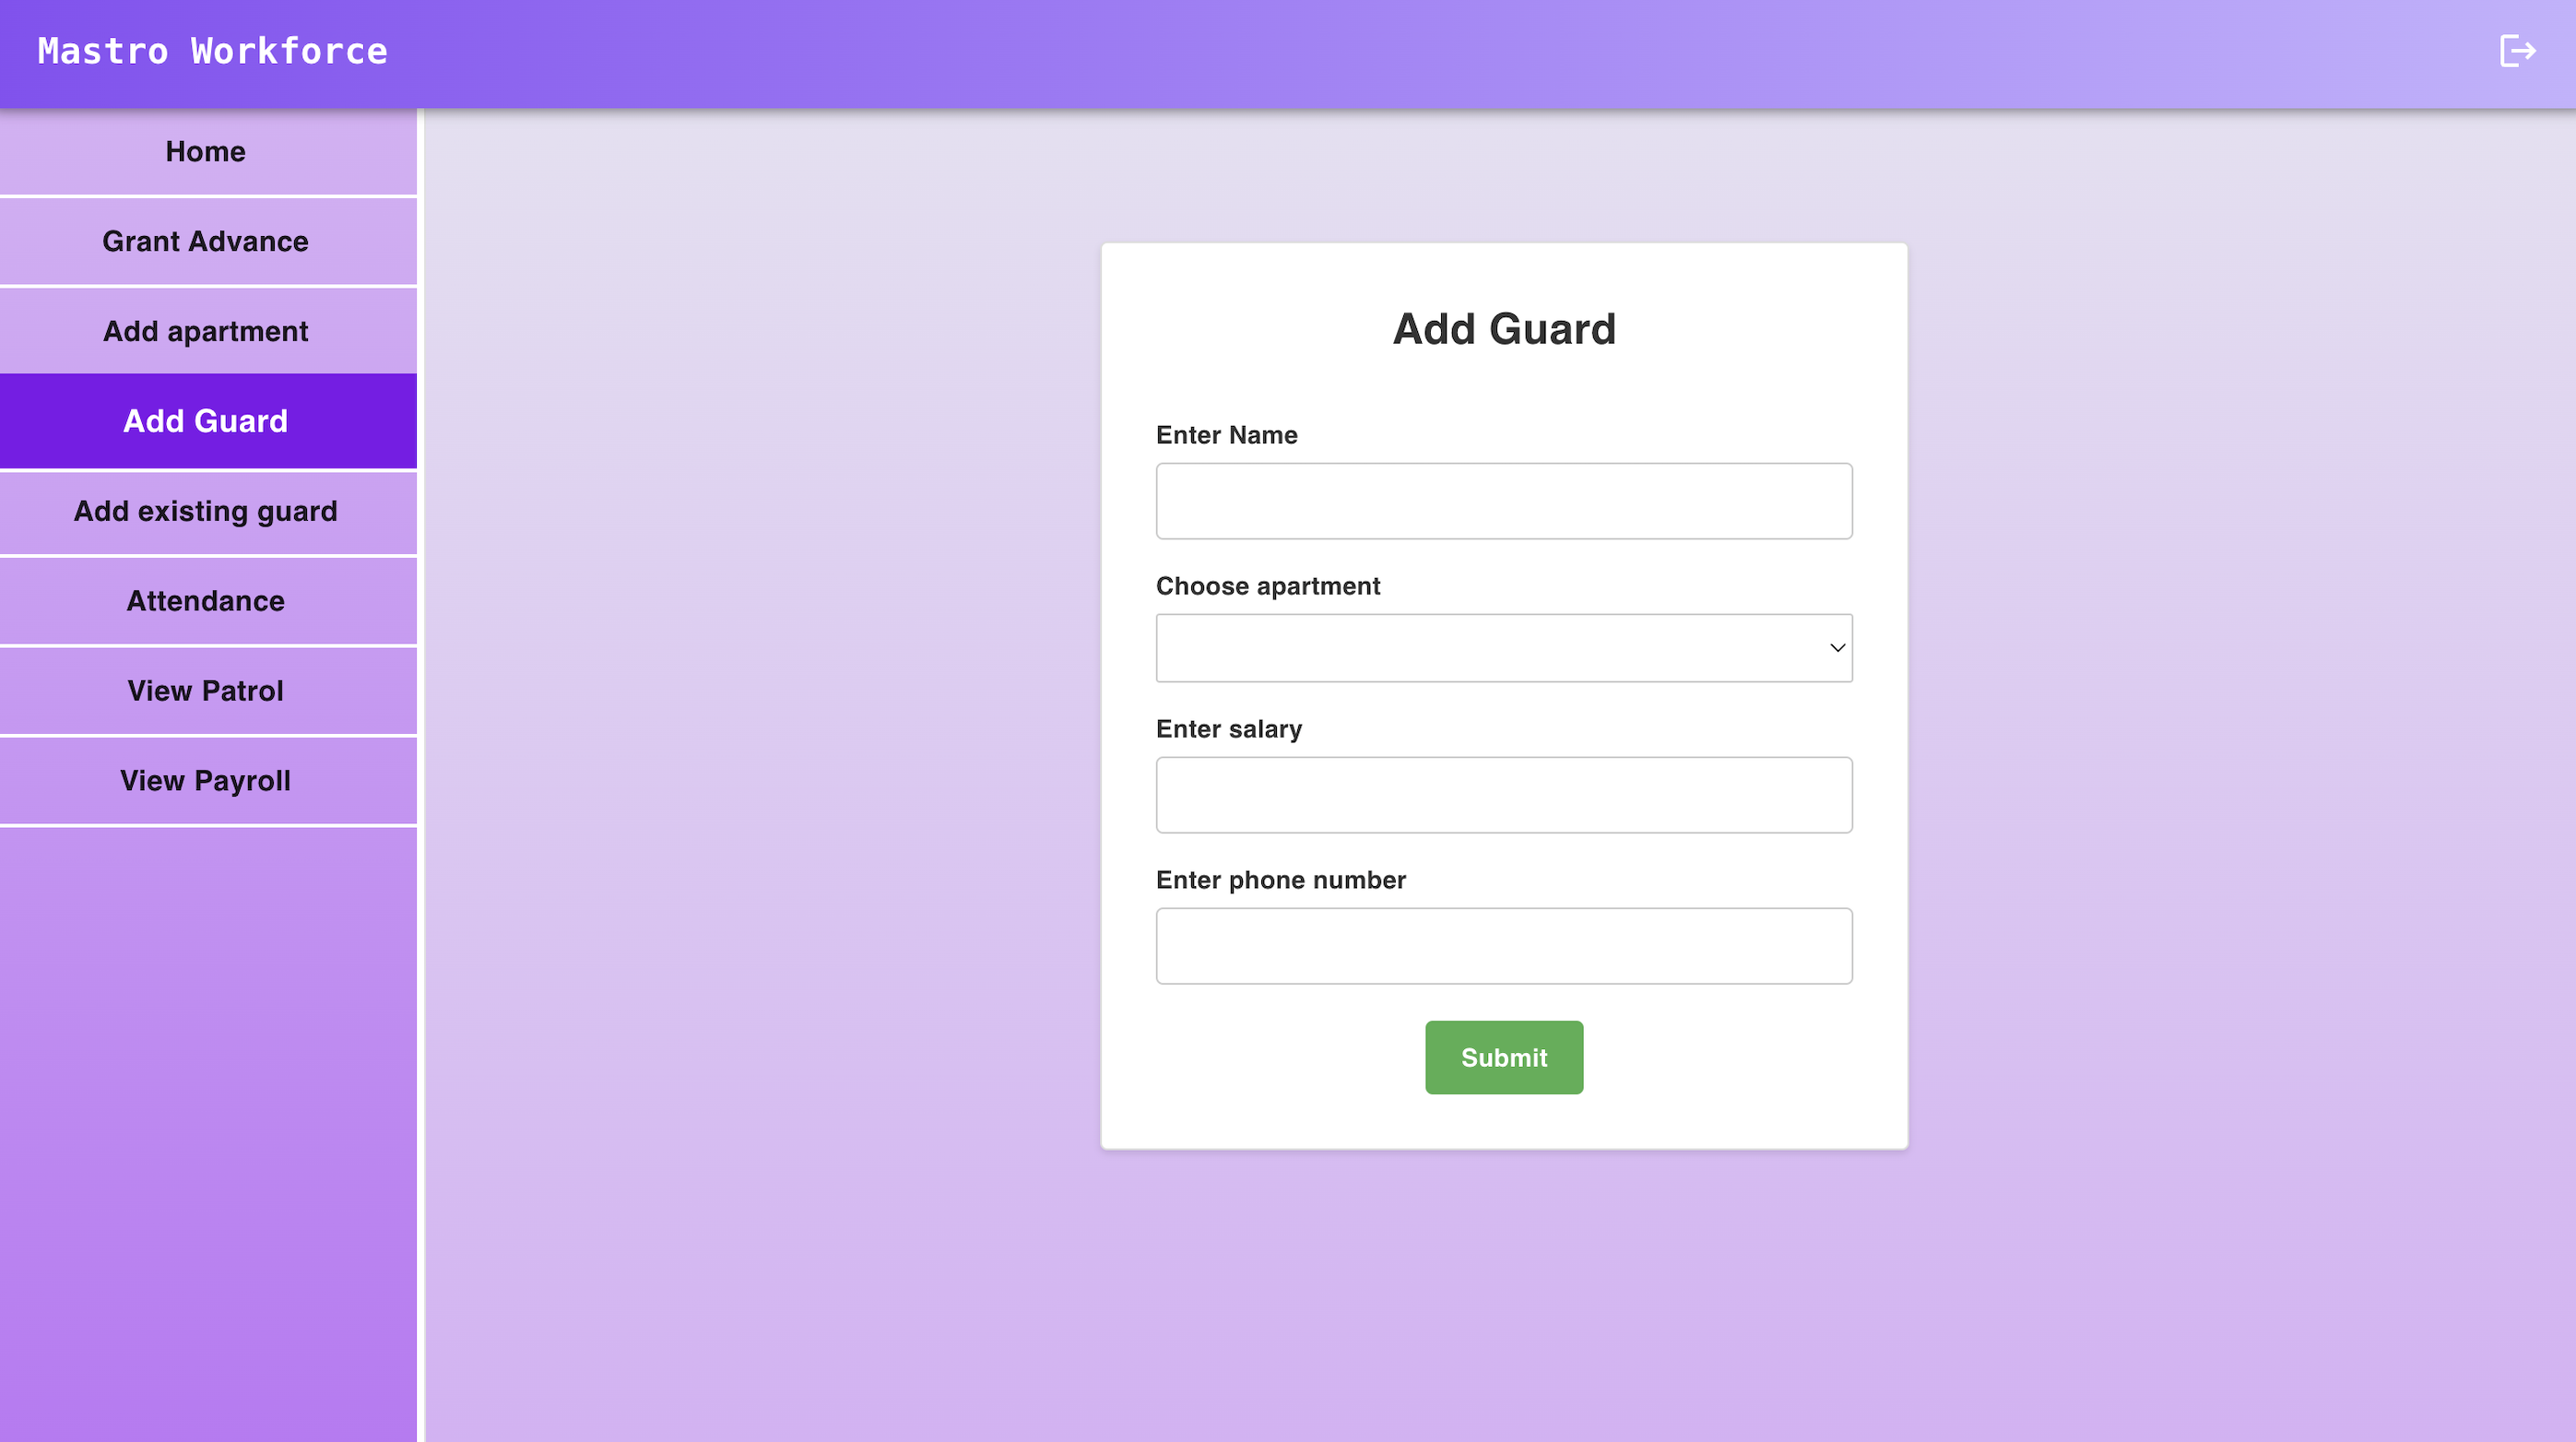 Mastro Workforce
Home
Grant Advance
Add apartment
Add Guard
Add existing guard
Attendance
View Patrol
View Payroll
Add Guard
Enter Name
Choose apartment
Enter salary
Enter phone number
Submit